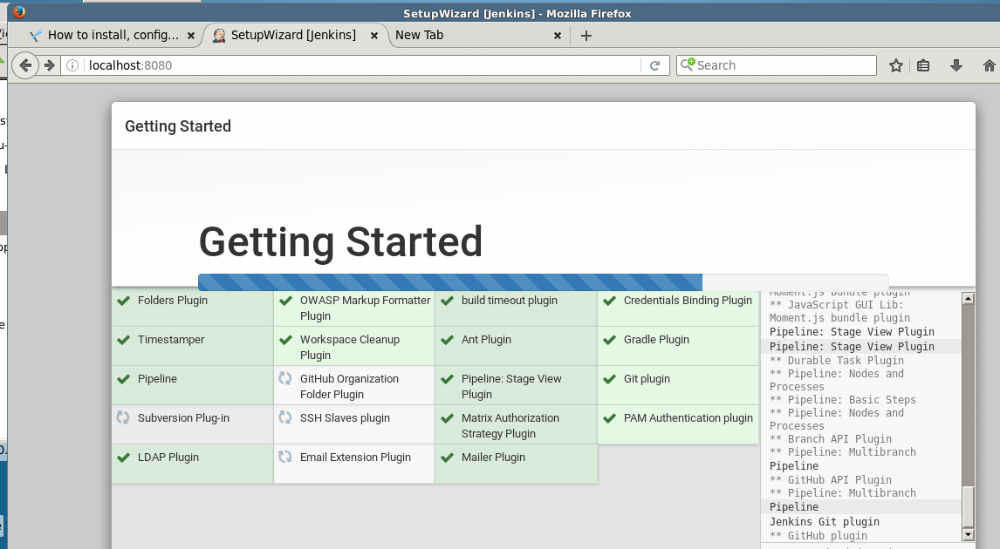 SetupWizard [Jenkins] - Mozilla Firefox
How to install, config... SetupWizard [Jenkins] New Tab
localhost:8080 Search
Getting Started
Getting Started
Folders Plugin
OWASP Markup Formatter
Plugin
build timeout plugin
Credentials Binding Plugin
Timestamper
Workspace Cleanup
Plugin
Ant Plugin
Gradle Plugin
Pipeline
GitHub Organization
Folder Plugin
Pipeline: Stage View
Plugin
Git plugin
Subversion Plug-in
SSH Slaves plugin
Matrix Authorization
Strategy Plugin
PAM Authentication plugin
LDAP Plugin
Email Extension Plugin
Mailer Plugin
Moment.js bundle plugin
** JavaScript GUI Lib:
Moment.js bundle plugin
Pipeline: Stage View Plugin
Pipeline: Stage View Plugin
** Durable Task Plugin
** Pipeline: Nodes and
Processes
** Pipeline: Basic Steps
** Pipeline: Nodes and
Processes
** Branch API Plugin
** Pipeline: Multibranch
Pipeline
** GitHub API Plugin
** Pipeline: Multibranch
Pipeline
Jenkins Git plugin
** GitHub plugin